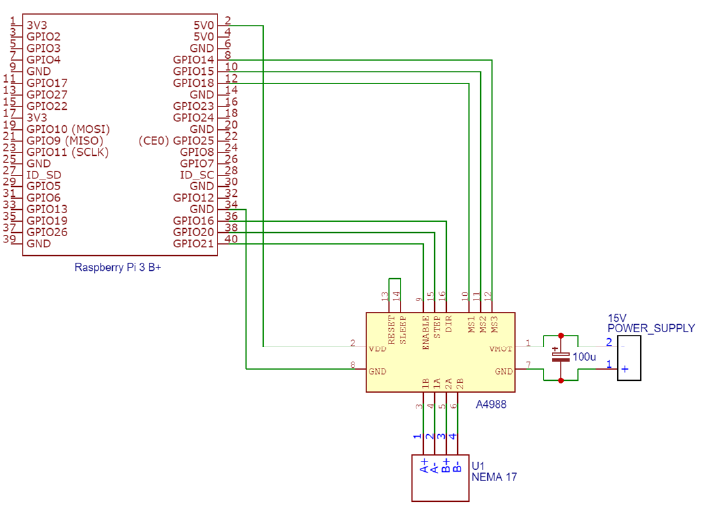 1 3V3 5V0 2
3 GPIO2 5V0 4
5 GPIO3 GND 6
7 GPIO4 GPIO14 8
9 GND GPIO15 10
11 GPIO17 GPIO18 12
13 GPIO27 GND 14
15 GPIO22 GPIO23 16
17 3V3 GPIO24 18
19 GPIO10 (MOSI) GND 20
21 GPIO9 (MISO) (CE0) GPIO25 22
23 GPIO11 (SCLK) GPIO8 24
25 GND GPIO7 26
27 ID_SD ID_SC 28
29 GPIO5 GND 30
31 GPIO6 GPIO12 32
33 GPIO13 GND 34
35 GPIO19 GPIO16 36
37 GPIO26 GPIO20 38
39 GND GPIO21 40
Raspberry Pi 3 B+
13 14 9 15 16 10 11 12
RESET SLEEP ENABLE STEP DIR MS1 MS2 MS3
2 VDD VMOT 1
8 GND GND 7
1B 1A 2A 2B
3 4 5 6
A4988
+ 100u
15V
POWER_SUPPLY
2
1 +
1 2 3 4
A+ A- B+ B-
U1
NEMA 17